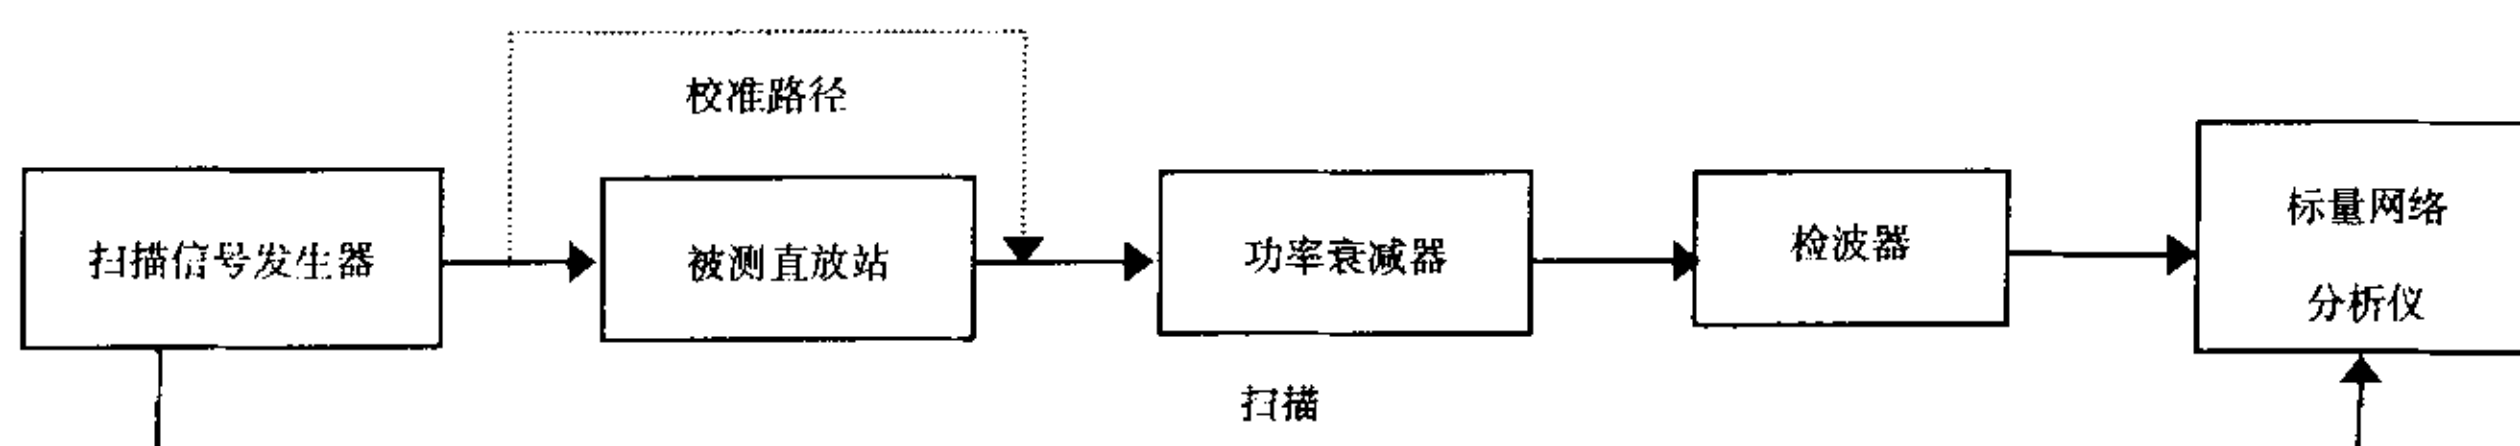 校准路径
扫描信号发生器
被测直放站
功率衰减器
检波器
标量网络
分析仪
扫描